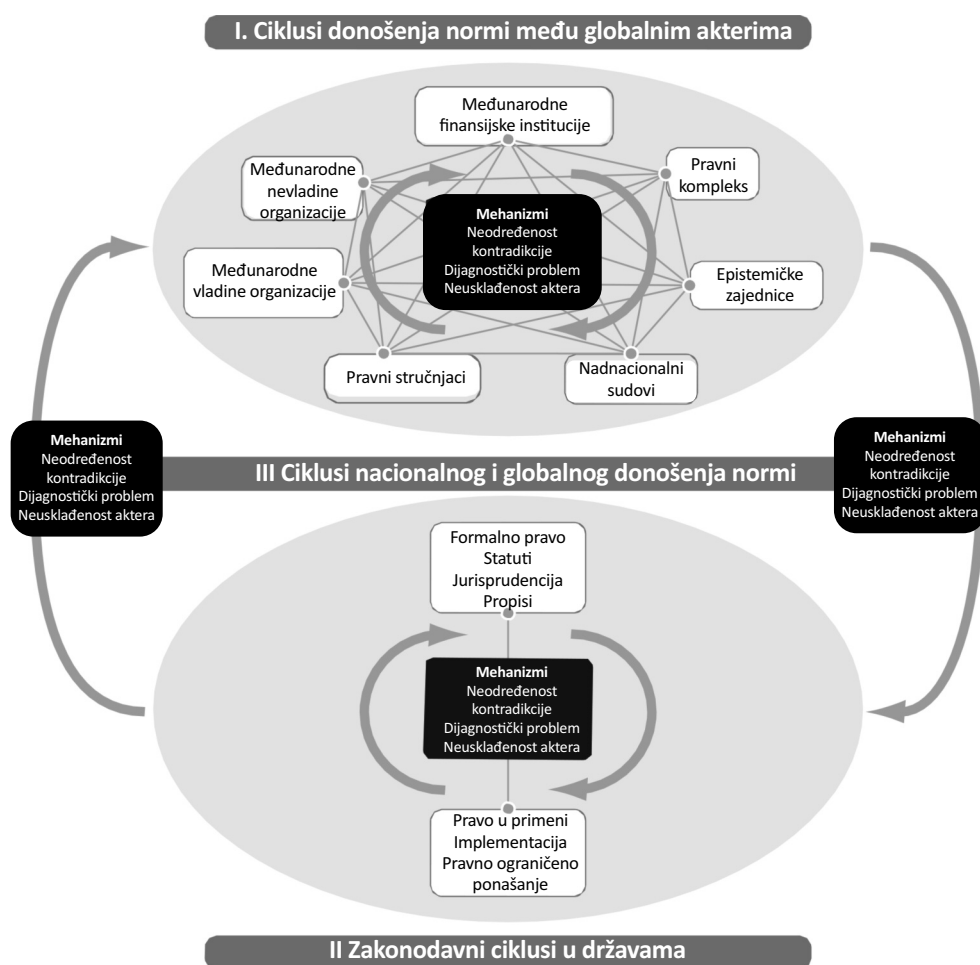 I. Ciklusi donošenja normi među globalnim akterima
Međunarodne
finansijske institucije
Međunarodne
nevladine
organizacije
Pravni
kompleks
Mehanizmi
Neodređenost
kontradikcije
Dijagnostički problem
Neusklađenost aktera
Međunarodne
vladine organizacije
Epistemičke
zajednice
Pravni stručnjaci
Nadnacionalni
sudovi
Mehanizmi
Neodređenost
kontradikcije
Dijagnostički problem
Neusklađenost aktera
III Ciklusi nacionalnog i globalnog donošenja normi
Mehanizmi
Neodređenost
kontradikcije
Dijagnostički problem
Neusklađenost aktera
Formalno pravo
Statuti
Jurisprudencija
Propisi
Mehanizmi
Neodređenost
kontradikcije
Dijagnostički problem
Neusklađenost aktera
Pravo u primeni
Implementacija
Pravno ograničeno
ponašanje
II Zakonodavni ciklusi u državama